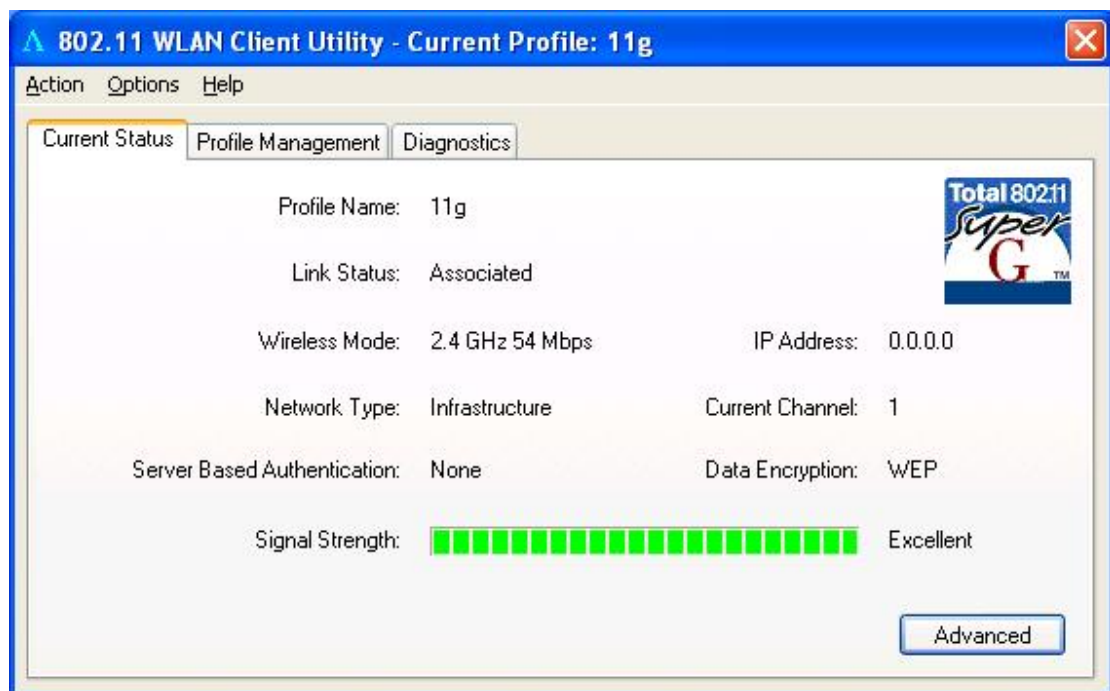 802.11 WLAN Client Utility - Current Profile: 11g
Action Options Help
Current Status Profile Management Diagnostics
Total 802.11
Super
G TM
Profile Name: 11g
Link Status: Associated
Wireless Mode: 2.4 GHz 54 Mbps IP Address: 0.0.0.0
Network Type: Infrastructure Current Channel: 1
Server Based Authentication: None Data Encryption: WEP
Signal Strength: Excellent
Advanced